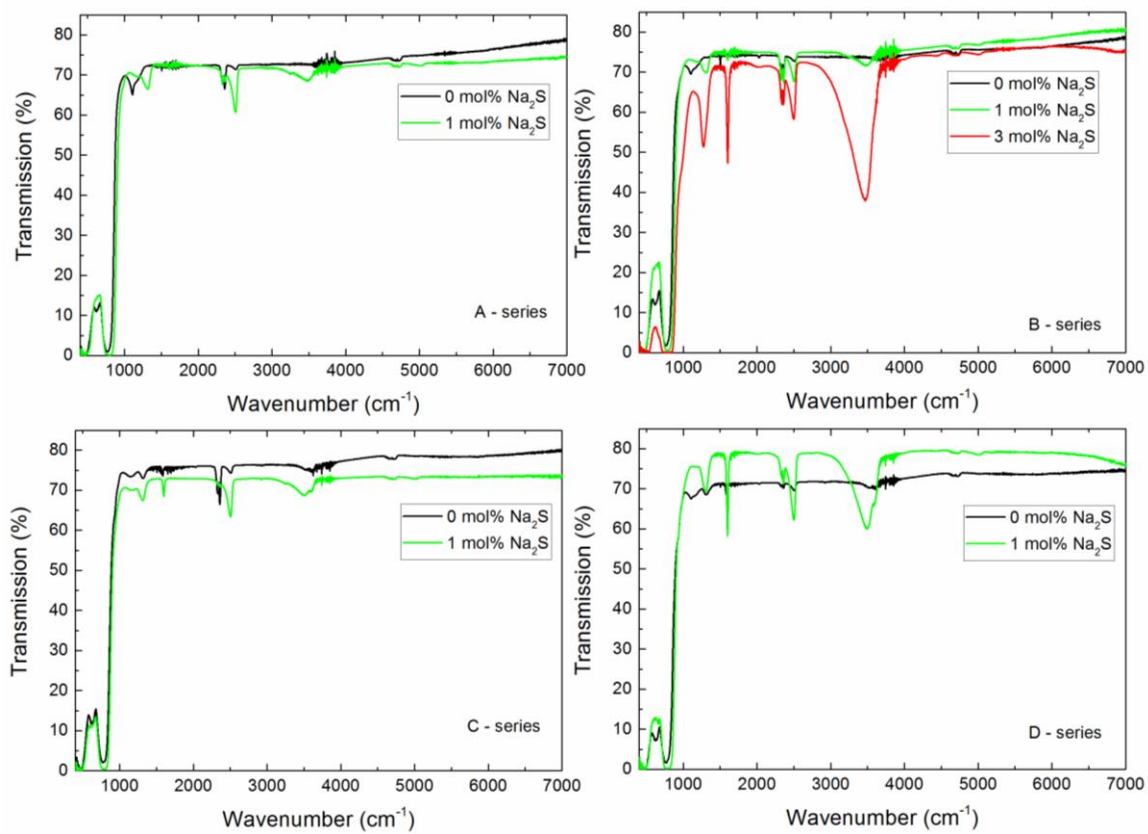 80
70
60
50
40
30
20
10
0
Transmission (%)
0 mol% Na₂S
1 mol% Na₂S
A - series
1000 2000 3000 4000 5000 6000 7000
Wavenumber (cm⁻¹)
80
70
60
50
40
30
20
10
0
Transmission (%)
0 mol% Na₂S
1 mol% Na₂S
3 mol% Na₂S
B - series
1000 2000 3000 4000 5000 6000 7000
Wavenumber (cm⁻¹)
80
70
60
50
40
30
20
10
0
Transmission (%)
0 mol% Na₂S
1 mol% Na₂S
C - series
1000 2000 3000 4000 5000 6000 7000
Wavenumber (cm⁻¹)
80
70
60
50
40
30
20
10
0
Transmission (%)
0 mol% Na₂S
1 mol% Na₂S
D - series
1000 2000 3000 4000 5000 6000 7000
Wavenumber (cm⁻¹)